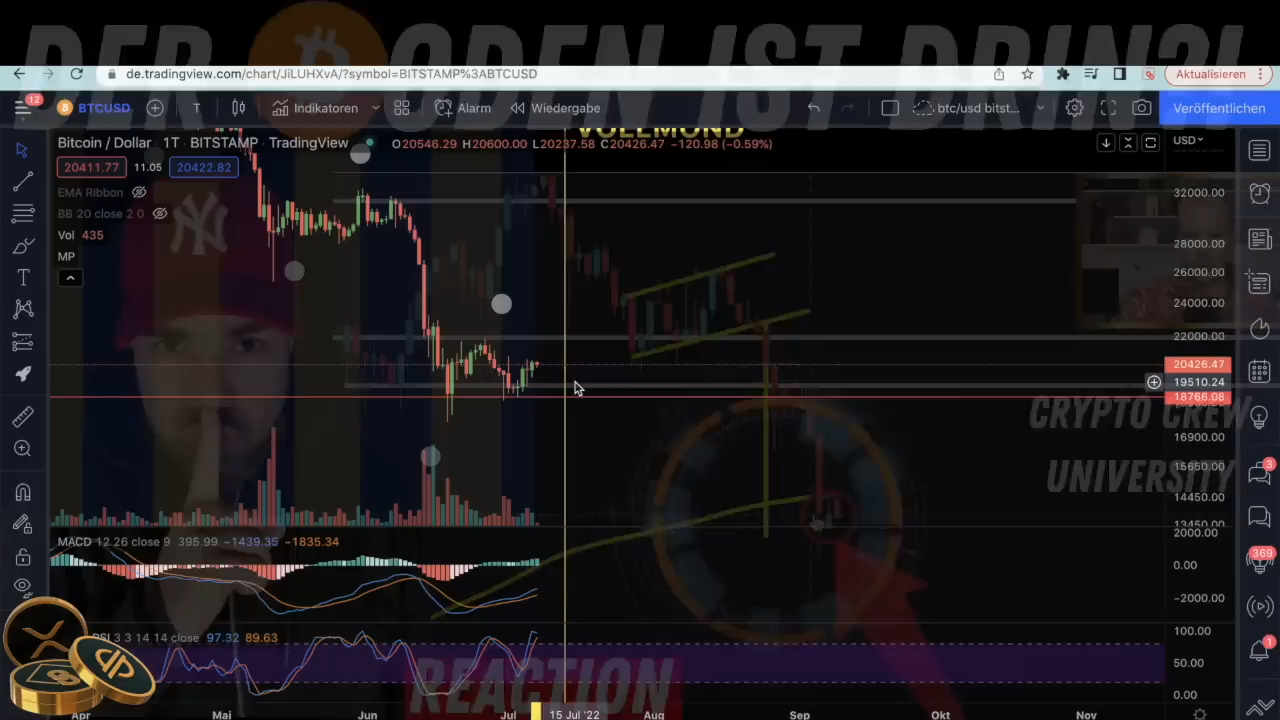 DER BODEN IST DRIN?!
de.tradingview.com/chart/JiLUHXvA/?symbol=BITSTAMP%3ABTCUSD
Aktualisieren
12
BTCUSD
Indikatoren
Alarm
Wiedergabe
btc/usd bitst...
Veröffentlichen
VOLLMOND
Bitcoin / Dollar · 1T · BITSTAMP · TradingView
O20546.29 H20600.00 L20237.58 C20426.47 −120.98 (−0.59%)
USD
20411.77 11.05 20422.82
EMA Ribbon
BB 20 close 2 0
Vol 435
MP
32000.00
28000.00
26000.00
24000.00
22000.00
20426.47
19510.24
18766.08
16900.00
15650.00
14450.00
13450.00
CRYPTO CREW
UNIVERSITY
MACD 12 26 close 9 395.99 −1439.35 −1835.34
2000.00
0.00
−2000.00
RSI 3 3 14 14 close 97.32 89.63
100.00
50.00
0.00
3
369
1
REACTION
Apr
Mai
Jun
Jul
15 Jul '22
Aug
Sep
Okt
Nov